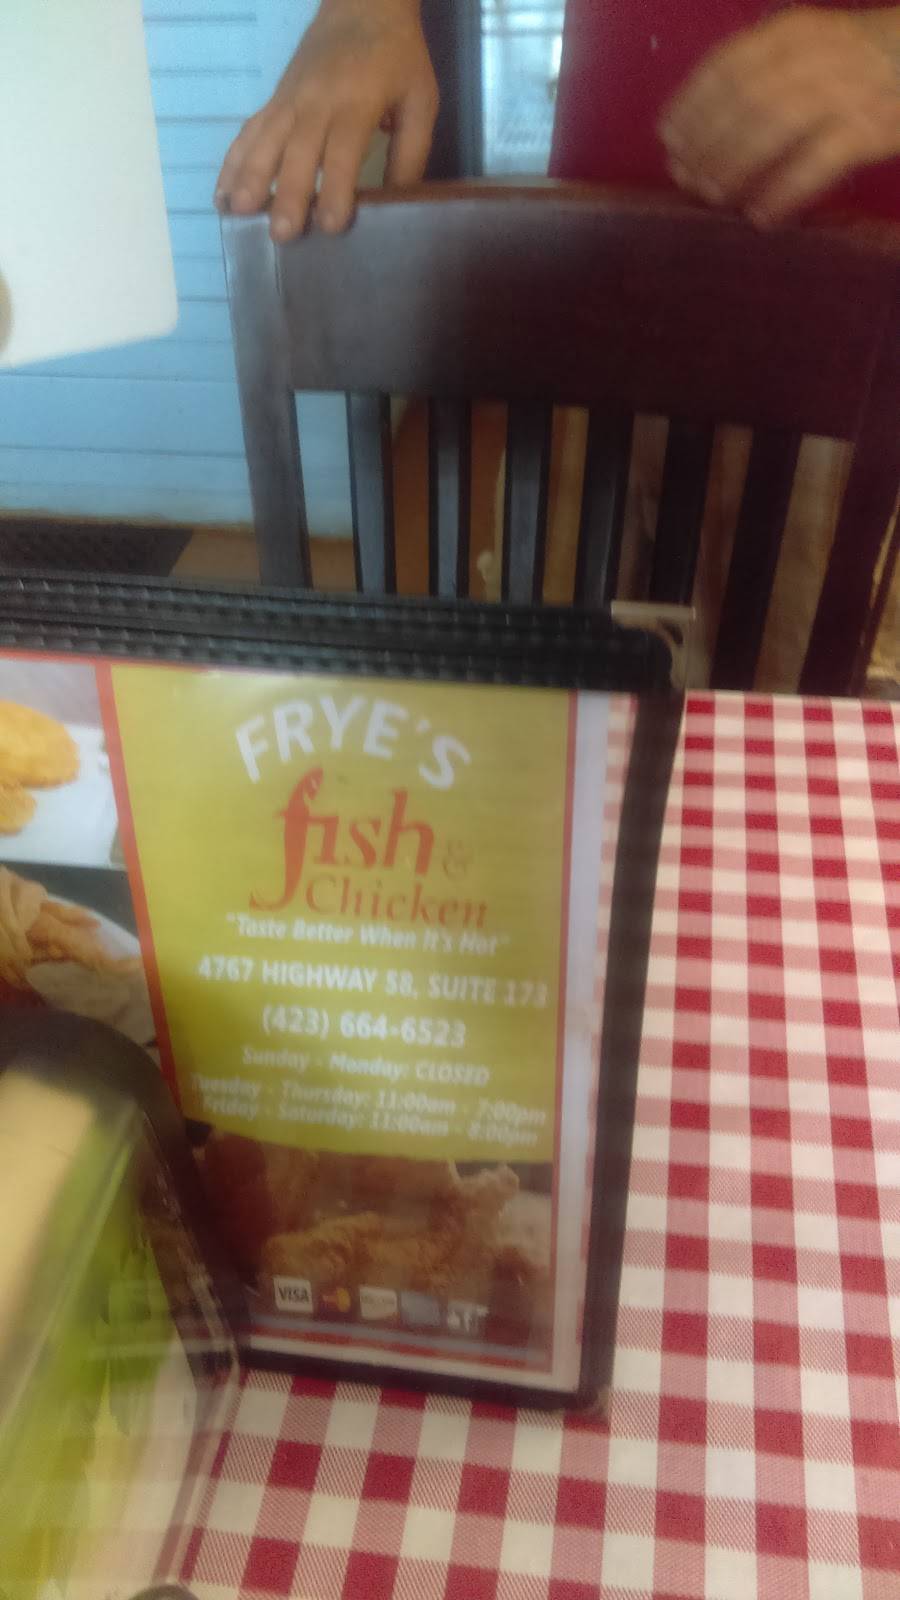 FRYE'S
fish &
Chicken
"Taste Better When It's Hot"
4767 HIGHWAY 58, SUITE 173
(423) 664-6523
Sunday - Monday: CLOSED
Tuesday - Thursday: 11:00am - 7:00pm
Friday - Saturday: 11:00am - 8:00pm
VISA